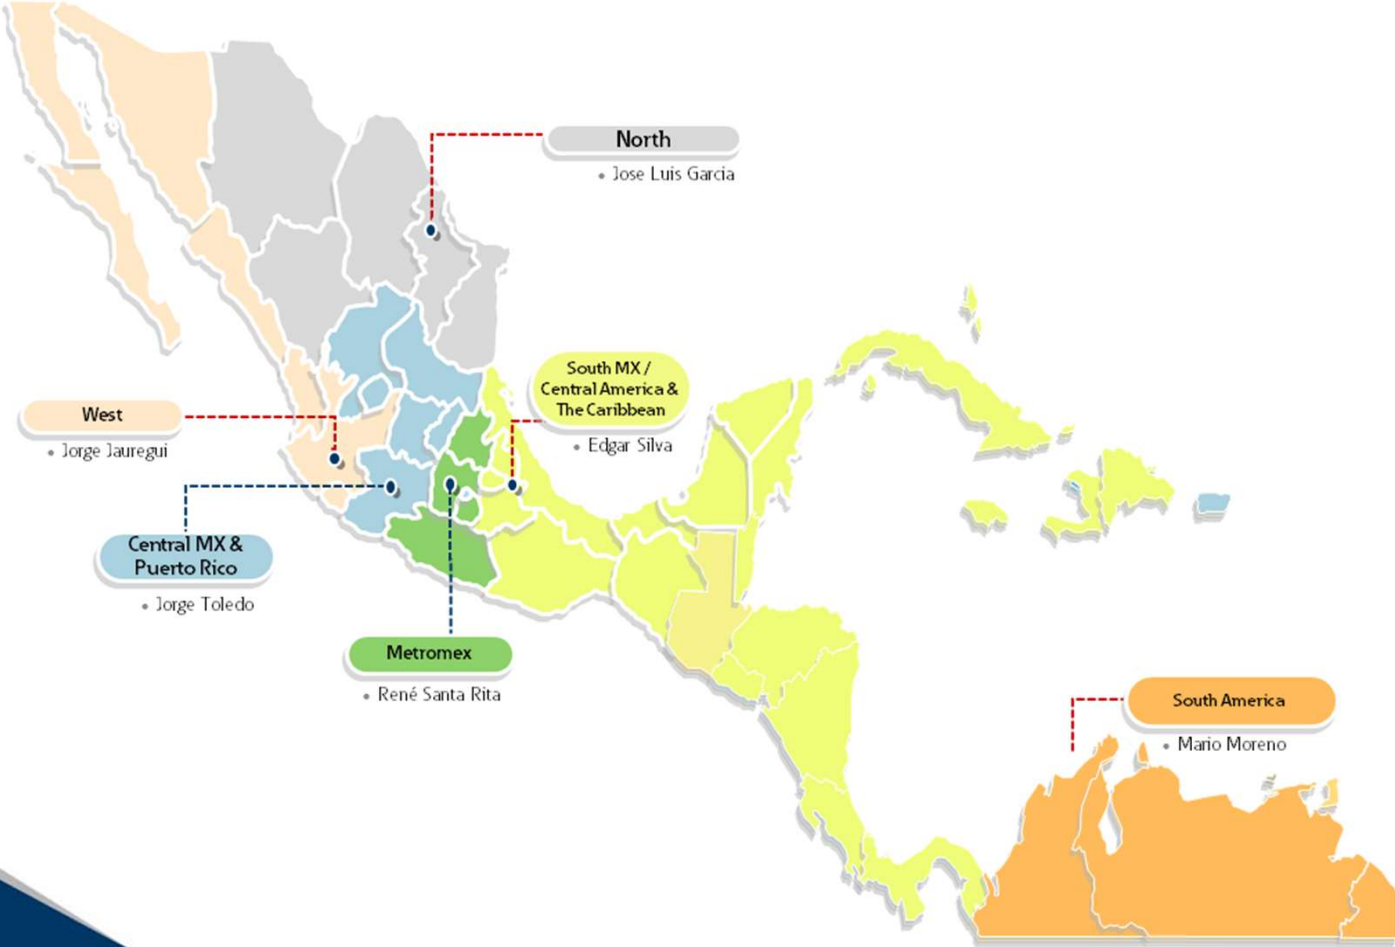 North
• Jose Luis Garcia
South MX /
Central America &
The Caribbean
• Edgar Silva
West
• Jorge Jauregui
Central MX &
Puerto Rico
• Jorge Toledo
Metromex
• René Santa Rita
South America
• Mario Moreno